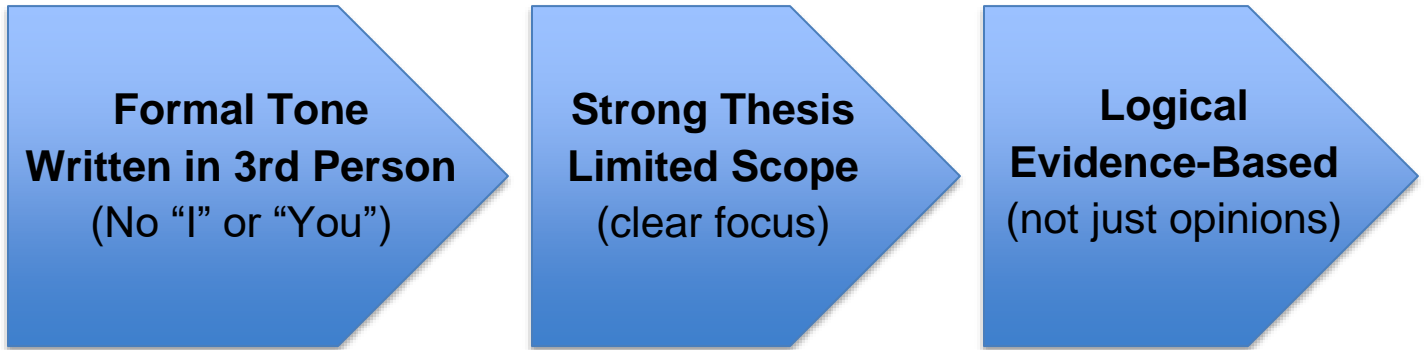 Formal Tone
Written in 3rd Person
(No “I” or “You”)
Strong Thesis
Limited Scope
(clear focus)
Logical
Evidence-Based
(not just opinions)